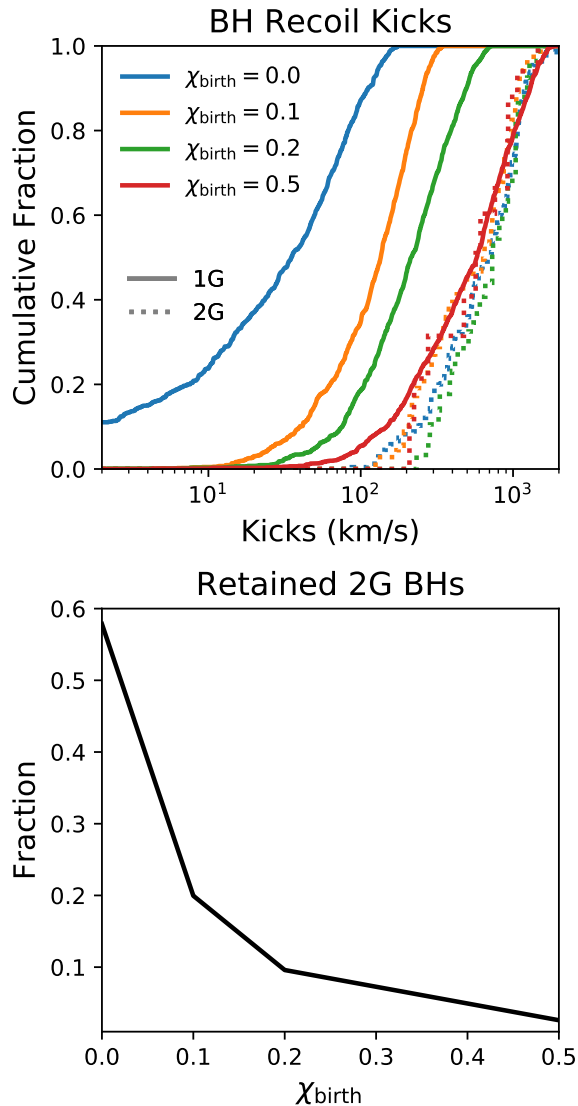 BH Recoil Kicks
1.0
0.8
0.6
0.4
0.2
0.0
Cumulative Fraction
χbirth = 0.0
χbirth = 0.1
χbirth = 0.2
χbirth = 0.5
1G
2G
10¹ 10² 10³
Kicks (km/s)
Retained 2G BHs
0.6
0.5
0.4
0.3
0.2
0.1
Fraction
0.0 0.1 0.2 0.3 0.4 0.5
χbirth